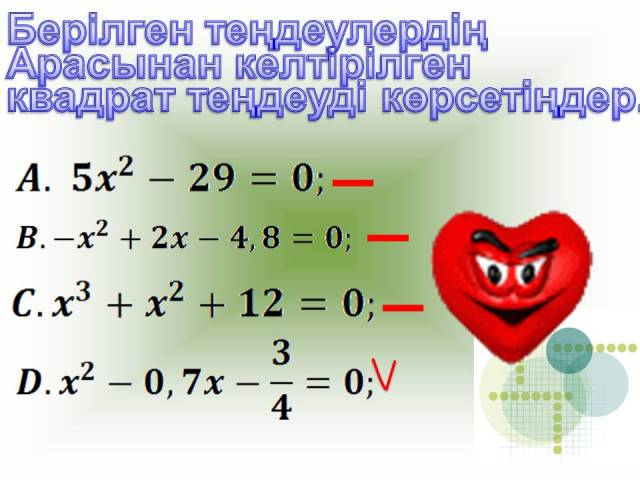 Берілген теңдеулердің
Арасынан келтірілген
квадрат теңдеуді көрсетіңдер.
A. 5x² − 29 = 0;
B. −x² + 2x − 4,8 = 0;
C. x³ + x² + 12 = 0;
D. x² − 0,7x − 3/4 = 0;